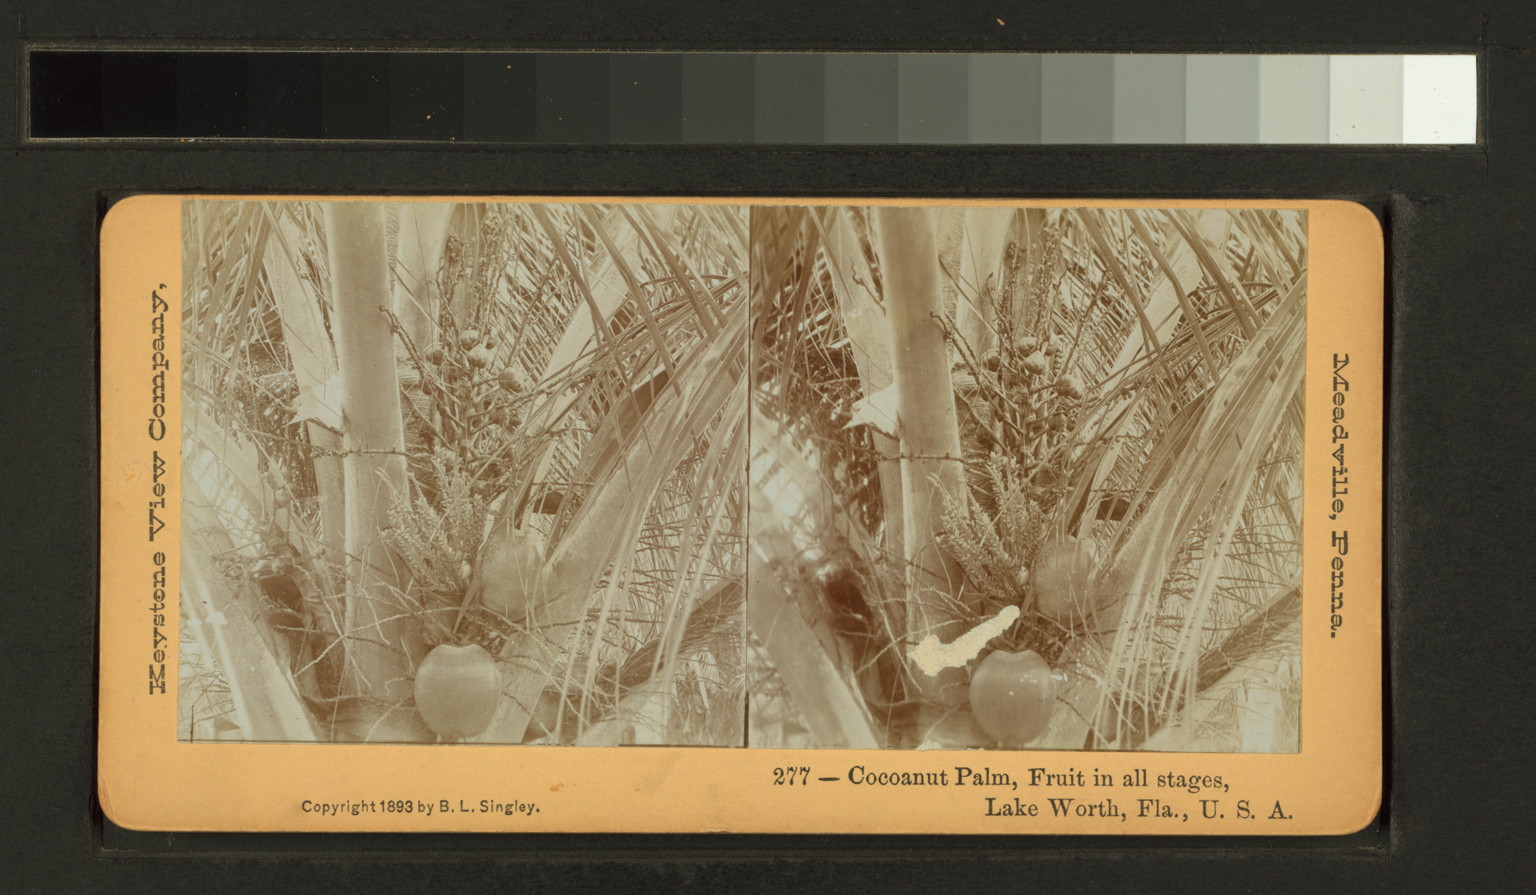 Keystone View Company,
Meadville, Penna.
277 — Cocoanut Palm, Fruit in all stages,
Lake Worth, Fla., U. S. A.
Copyright 1893 by B. L. Singley.